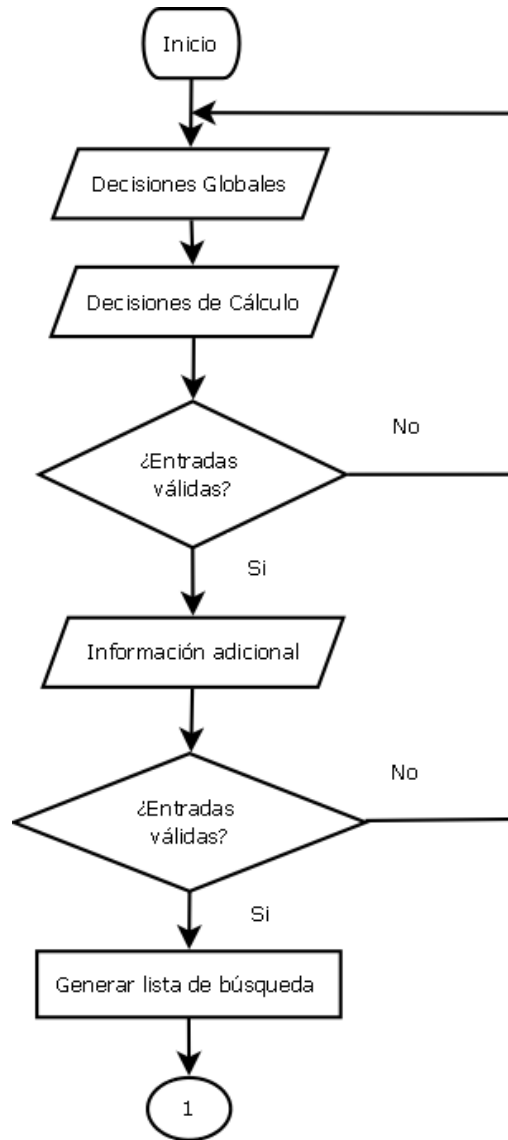 Inicio
Decisiones Globales
Decisiones de Cálculo
¿Entradas
válidas?
No
Si
Información adicional
¿Entradas
válidas?
No
Si
Generar lista de búsqueda
1